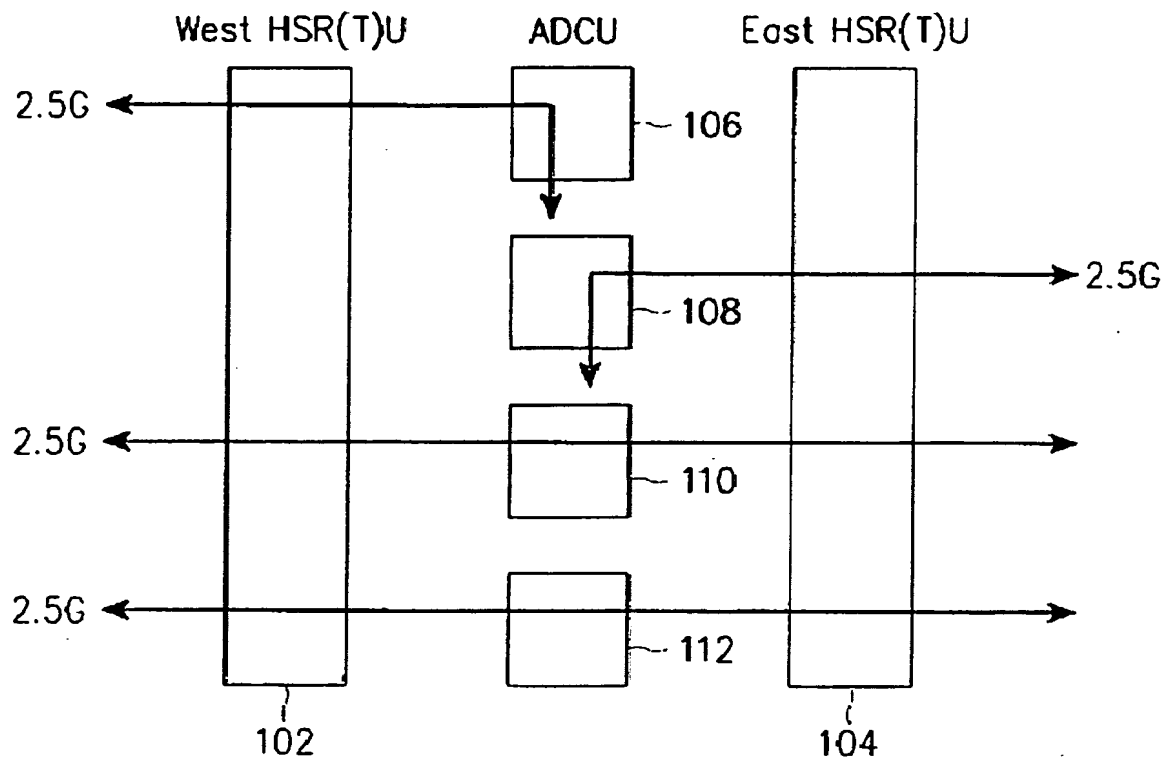 West HSR(T)U ADCU East HSR(T)U
2.5G
106
2.5G
108
2.5G
110
2.5G
112
102
104